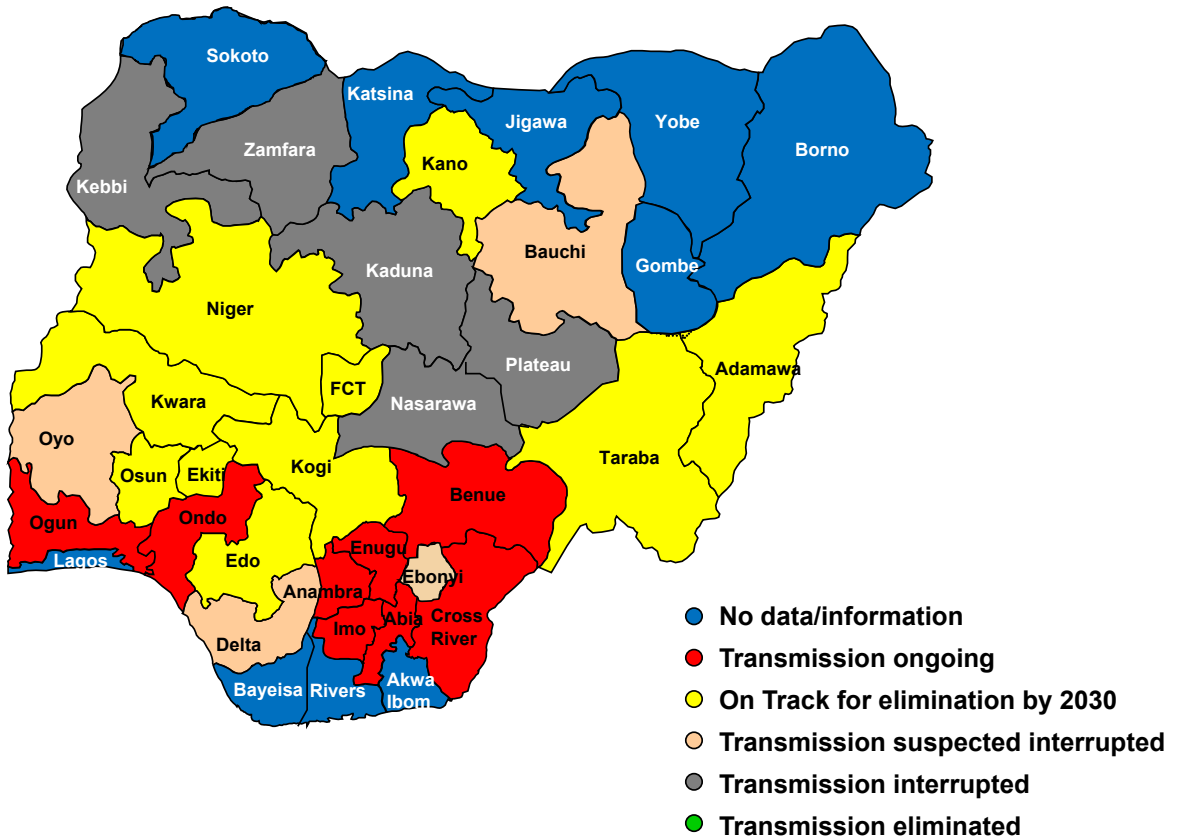 Sokoto
Katsina
Jigawa
Yobe
Borno
Zamfara
Kano
Kebbi
Bauchi
Gombe
Kaduna
Niger
Plateau
Adamawa
FCT
Nasarawa
Kwara
Oyo
Taraba
Kogi
Osun
Ekiti
Benue
Ondo
Ogun
Enugu
Lagos
Edo
Ebonyi
Anambra
Abia
Cross
River
Imo
Delta
Akwa
Ibom
Bayeisa
Rivers
No data/information
Transmission ongoing
On Track for elimination by 2030
Transmission suspected interrupted
Transmission interrupted
Transmission eliminated